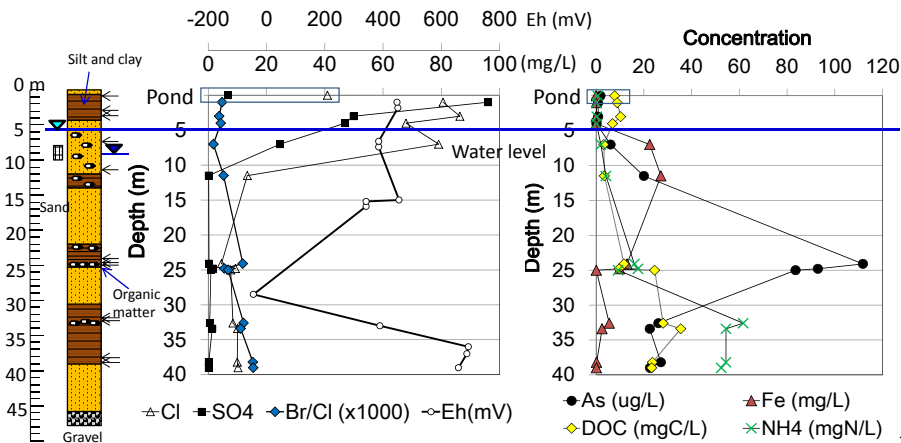 -200 0 200 400 600 800 Eh (mV)
0 20 40 60 80 100 (mg/L)
Concentration
0 20 40 60 80 100 120
Silt and clay
0 m
5
10
15
20
25
30
35
40
45
Sand
Organic
matter
Gravel
Depth (m)
Pond
5
10
15
20
25
30
35
40
Water level
Cl SO4 Br/Cl (x1000) Eh(mV)
Depth (m)
Pond
5
10
15
20
25
30
35
40
As (ug/L) Fe (mg/L)
DOC (mgC/L) NH4 (mgN/L)